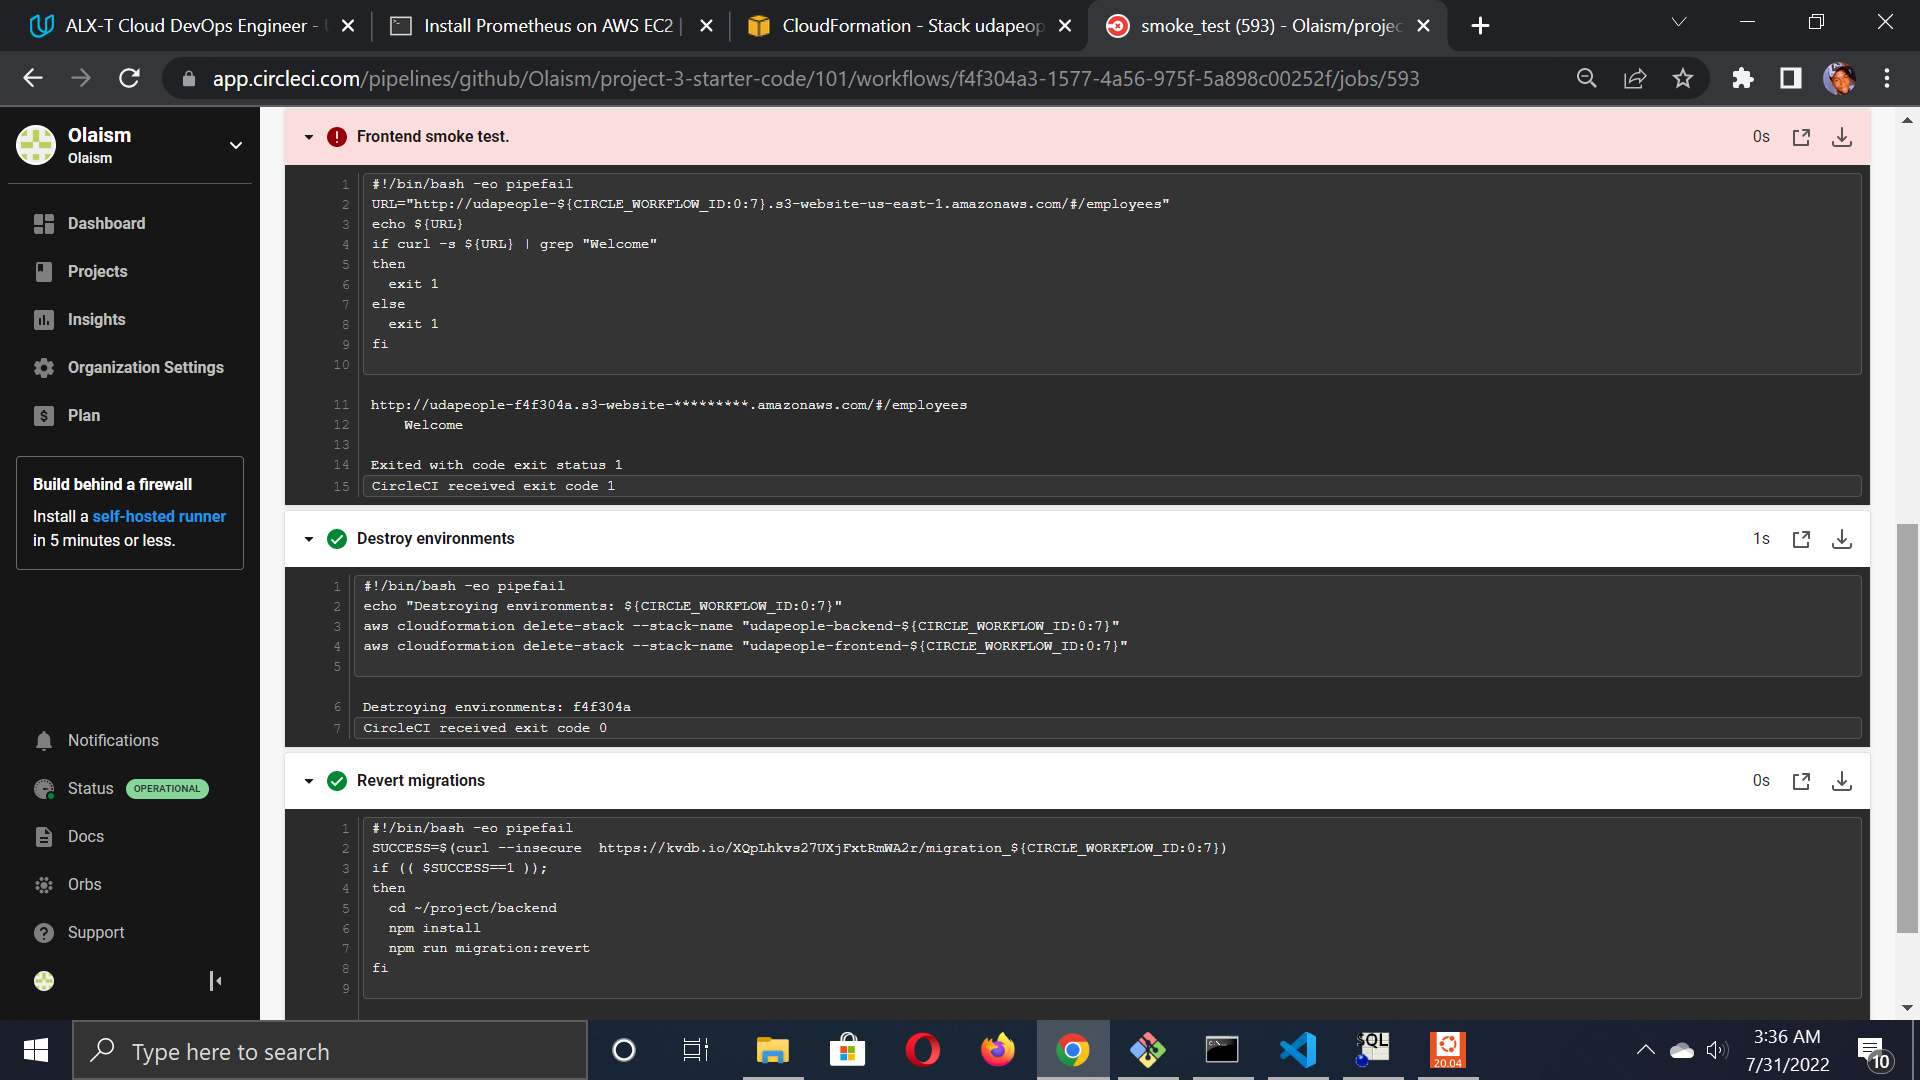 ALX-T Cloud DevOps Engineer -
Install Prometheus on AWS EC2 |
CloudFormation - Stack udapeop
smoke_test (593) - Olaism/projec
app.circleci.com/pipelines/github/Olaism/project-3-starter-code/101/workflows/f4f304a3-1577-4a56-975f-5a898c00252f/jobs/593
Olaism
Olaism
Dashboard
Projects
Insights
Organization Settings
Plan
Build behind a firewall
Install a self-hosted runner
in 5 minutes or less.
Notifications
Status OPERATIONAL
Docs
Orbs
Support
Frontend smoke test. 0s
1 #!/bin/bash -eo pipefail
2 URL="http://udapeople-${CIRCLE_WORKFLOW_ID:0:7}.s3-website-us-east-1.amazonaws.com/#/employees"
3 echo ${URL}
4 if curl -s ${URL} | grep "Welcome"
5 then
6 exit 1
7 else
8 exit 1
9 fi
10
11 http://udapeople-f4f304a.s3-website-*********.amazonaws.com/#/employees
12 Welcome
13
14 Exited with code exit status 1
15 CircleCI received exit code 1
Destroy environments 1s
1 #!/bin/bash -eo pipefail
2 echo "Destroying environments: ${CIRCLE_WORKFLOW_ID:0:7}"
3 aws cloudformation delete-stack --stack-name "udapeople-backend-${CIRCLE_WORKFLOW_ID:0:7}"
4 aws cloudformation delete-stack --stack-name "udapeople-frontend-${CIRCLE_WORKFLOW_ID:0:7}"
5
6 Destroying environments: f4f304a
7 CircleCI received exit code 0
Revert migrations 0s
1 #!/bin/bash -eo pipefail
2 SUCCESS=$(curl --insecure  https://kvdb.io/XQpLhkvs27UXjFxtRmWA2r/migration_${CIRCLE_WORKFLOW_ID:0:7})
3 if (( $SUCCESS==1 ));
4 then
5 cd ~/project/backend
6 npm install
7 npm run migration:revert
8 fi
9
Type here to search
SQL
20.04
3:36 AM
7/31/2022
10